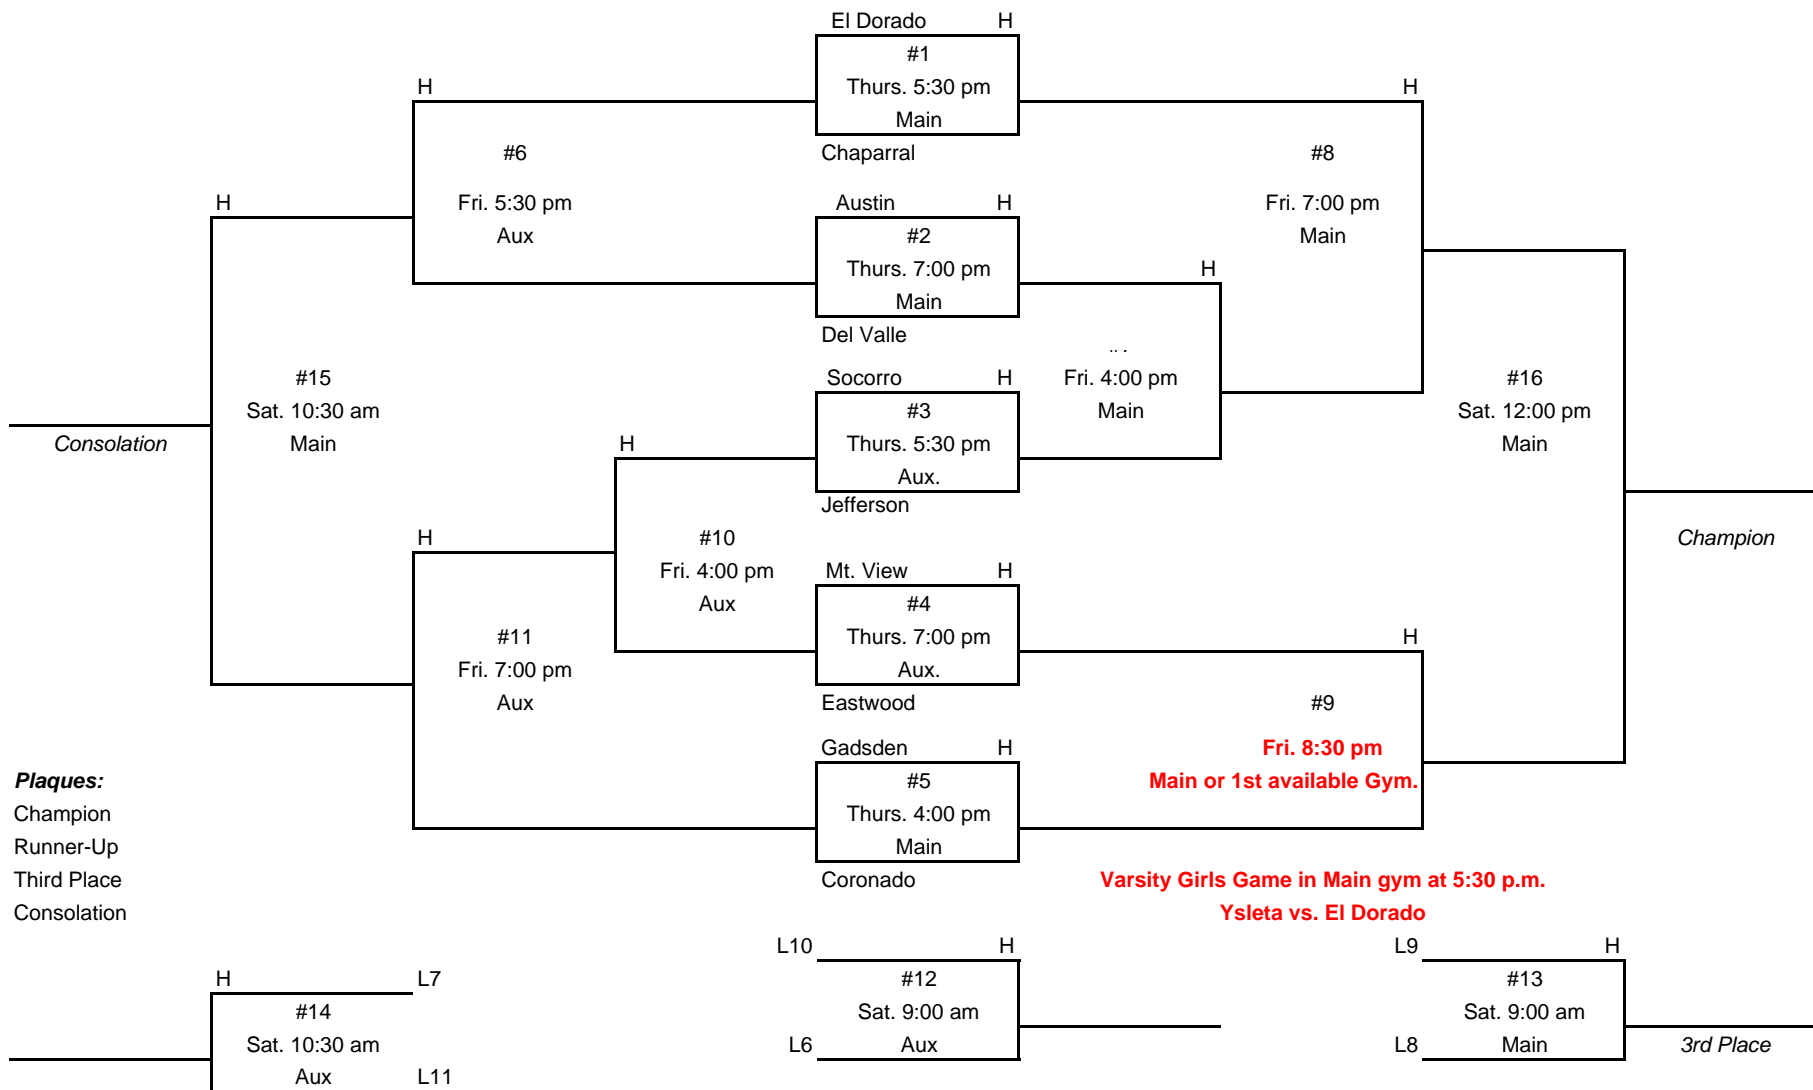 El Dorado H
#1
H Thurs. 5:30 pm H
Main
#6 Chaparral #8
H Fri. 5:30 pm Austin H Fri. 7:00 pm
Aux #2 Main
Thurs. 7:00 pm H
Main
Del Valle
#15 Socorro H Fri. 4:00 pm #16
Sat. 10:30 am #3 Main Sat. 12:00 pm
Consolation Main H Thurs. 5:30 pm Main
Aux.
Jefferson
H #10 Champion
Fri. 4:00 pm Mt. View H
Aux #4
#11 Thurs. 7:00 pm H
Fri. 7:00 pm Aux.
Aux Eastwood #9
Gadsden H Fri. 8:30 pm
Plaques: #5 Main or 1st available Gym.
Champion Thurs. 4:00 pm
Runner-Up Main
Third Place Coronado Varsity Girls Game in Main gym at 5:30 p.m.
Consolation Ysleta vs. El Dorado
L10 H L9 H
H L7 #12 #13
#14 Sat. 9:00 am Sat. 9:00 am
Sat. 10:30 am L6 Aux L8 Main 3rd Place
Aux L11